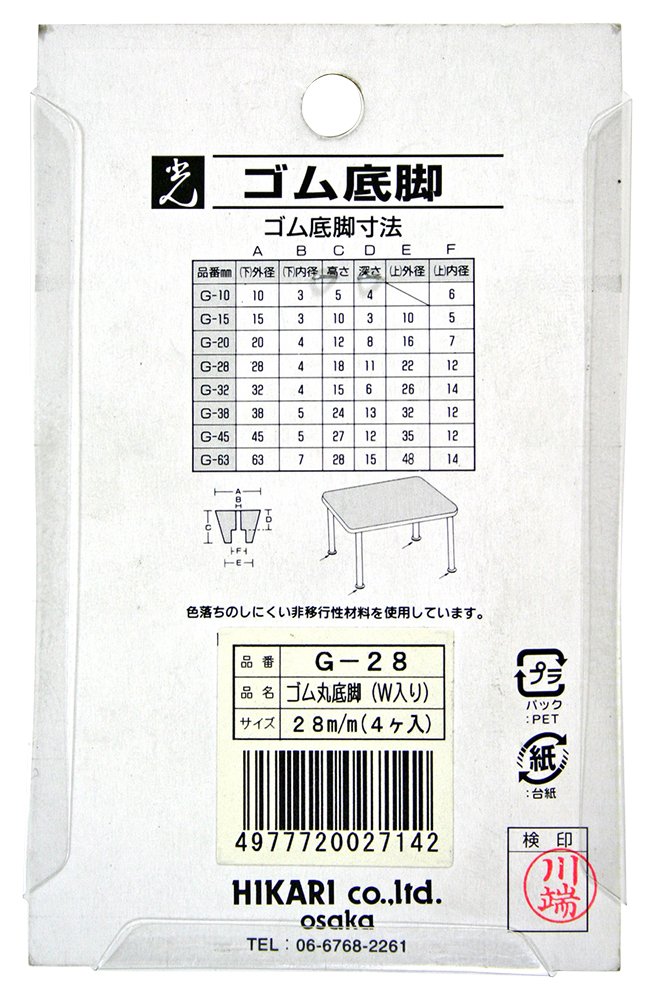 光 ゴム底脚
ゴム底脚寸法
A B C D E F
品番mm (下)外径 (下)内径 高さ 深さ (上)外径 (上)内径
G-10 10 3 5 4 6
G-15 15 3 10 3 10 5
G-20 20 4 12 8 16 7
G-28 28 4 18 11 22 12
G-32 32 4 15 6 26 14
G-38 38 5 24 13 32 12
G-45 45 5 27 12 35 12
G-63 63 7 28 15 48 14
A
B
H
C D
F
E
色落ちのしにくい非移行性材料を使用しています。
品番 G-28
品名 ゴム丸底脚(W入り)
サイズ 28m/m(4ヶ入)
4977720027142
プラ
パック
:PET
紙
:台紙
検印
川端
HIKARI co.,ltd.
osaka
TEL:06-6768-2261